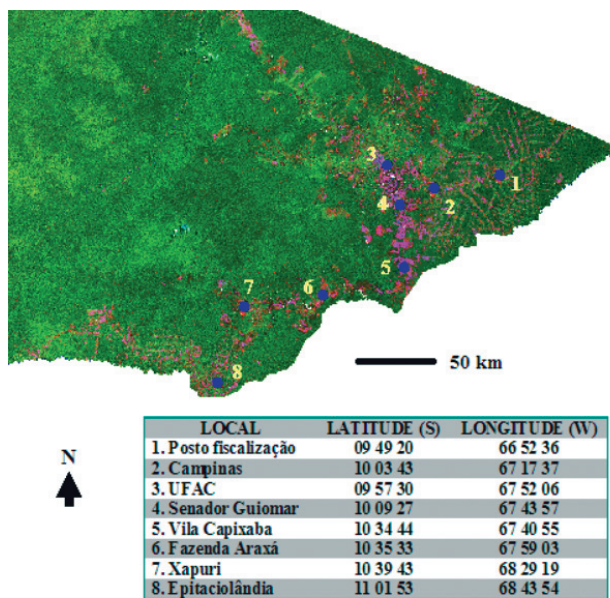 3
1
2
4
5
6
7
8
50 km
N
LOCAL LATITUDE (S) LONGITUDE (W)
1. Posto fiscalização 09 49 20 66 52 36
2. Campinas 10 03 43 67 17 37
3. UFAC 09 57 30 67 52 06
4. Senador Guiomar 10 09 27 67 43 57
5. Vila Capixaba 10 34 44 67 40 55
6. Fazenda Araxá 10 35 33 67 59 03
7. Xapuri 10 39 43 68 29 19
8. Epitaciolândia 11 01 53 68 43 54